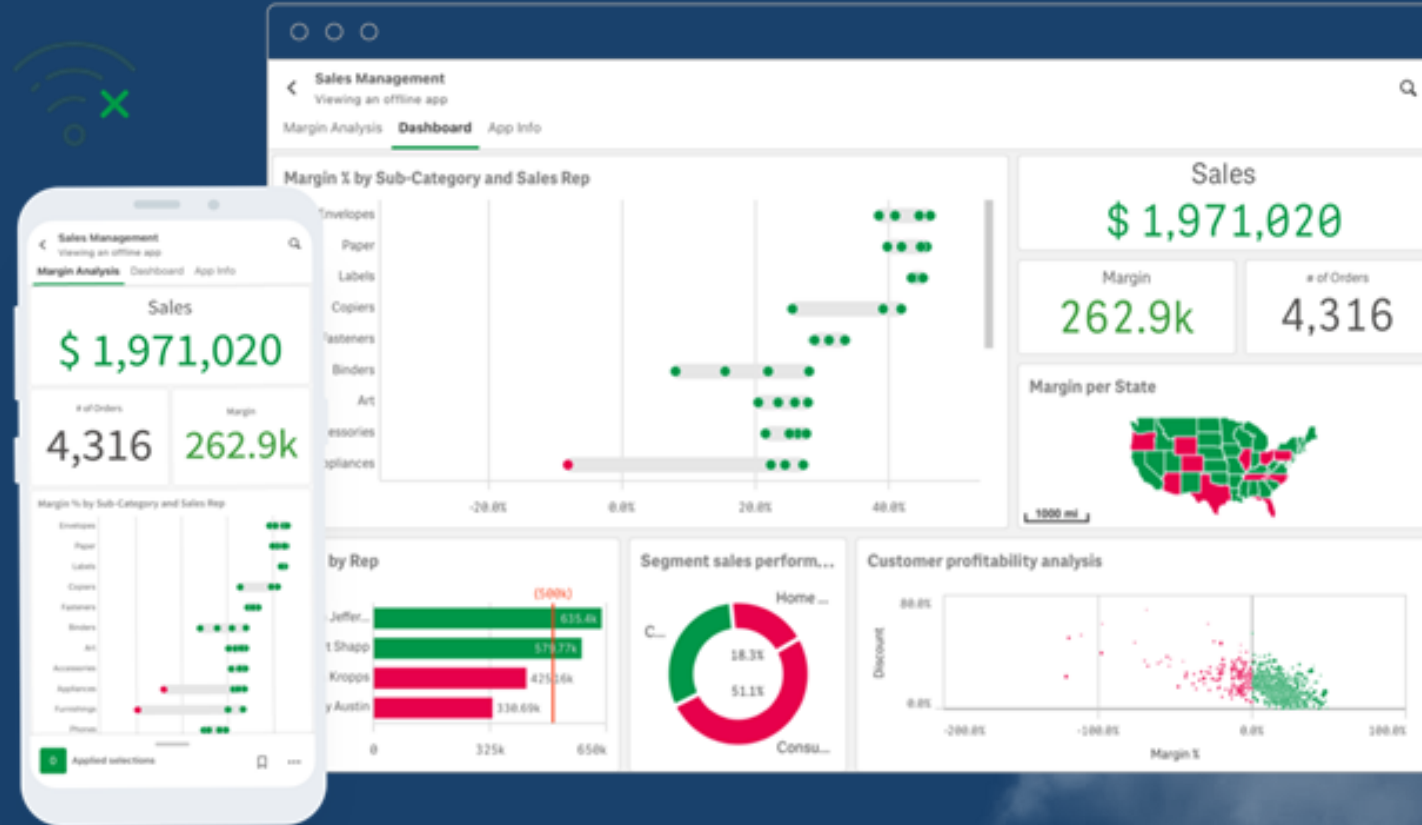 Sales Management
Viewing an offline app
Margin Analysis Dashboard App Info
Margin % by Sub-Category and Sales Rep
Envelopes
Paper
Labels
Copiers
Fasteners
Binders
Art
essories
ppliances
-20.0% 0.0% 20.0% 40.0%
Sales
$ 1,971,020
Margin
262.9k
# of Orders
4,316
Margin per State
1000 mi
by Rep
(500k)
Jeffer... 635.4k
t Shapp 579.77k
Kropps 425.16k
y Austin 330.69k
0 325k 650k
Segment sales perform...
Home ...
C...
18.3%
51.1%
Consu...
Customer profitability analysis
80.0%
Discount
0.0%
-200.0% -100.0% 0.0% 100.0%
Margin %
Sales Management
Viewing an offline app
Margin Analysis Dashboard App Info
Sales
$ 1,971,020
# of Orders
4,316
Margin
262.9k
Margin % by Sub-Category and Sales Rep
Envelopes
Paper
Labels
Copiers
Fasteners
Binders
Art
Accessories
Appliances
Furnishings
Phones
0 Applied selections